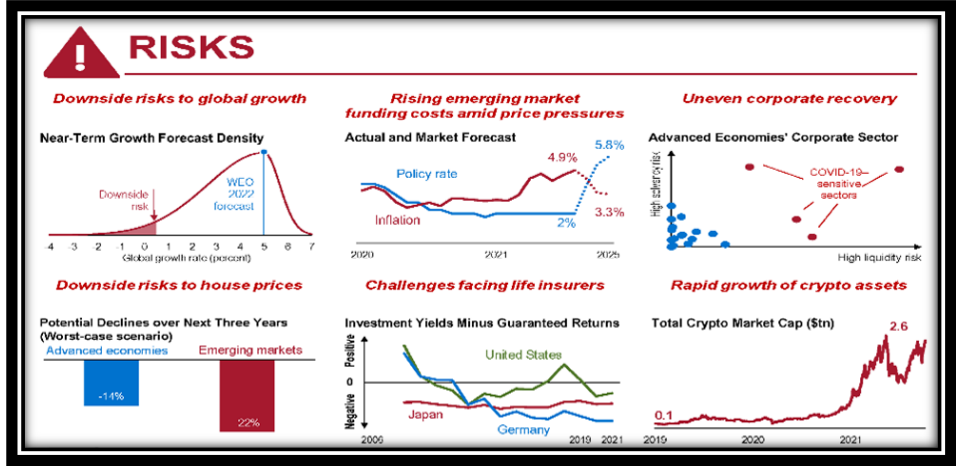 !
RISKS
Downside risks to global growth
Near-Term Growth Forecast Density
Downside
risk
WEO
2022
forecast
-4 -3 -2 -1 0 1 2 3 4 5 6 7
Global growth rate (percent)
Rising emerging market
funding costs amid price pressures
Actual and Market Forecast
Policy rate
Inflation
4.9%
5.8%
3.3%
2%
2020 2021 2025
Uneven corporate recovery
Advanced Economies' Corporate Sector
High solvency risk
COVID-19–
sensitive
sectors
High liquidity risk
Downside risks to house prices
Potential Declines over Next Three Years
(Worst-case scenario)
Advanced economies Emerging markets
-14%
22%
Challenges facing life insurers
Investment Yields Minus Guaranteed Returns
Positive
0
Negative
United States
Japan
Germany
2006 2019 2021
Rapid growth of crypto assets
Total Crypto Market Cap ($tn)
2.6
0.1
2019 2020 2021